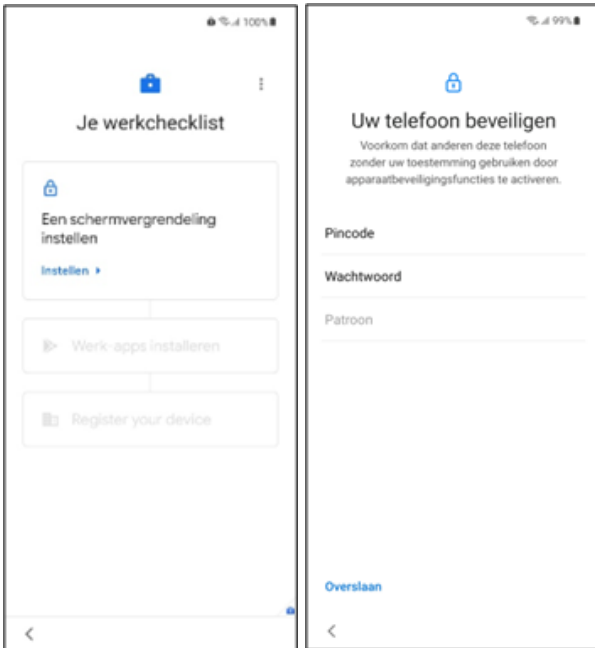 100%
Je werkchecklist
Een schermvergrendeling
instellen
Instellen
Werk-apps installeren
Register your device
99%
Uw telefoon beveiligen
Voorkom dat anderen deze telefoon
zonder uw toestemming gebruiken door
apparaatbeveiligingsfuncties te activeren.
Pincode
Wachtwoord
Patroon
Overslaan